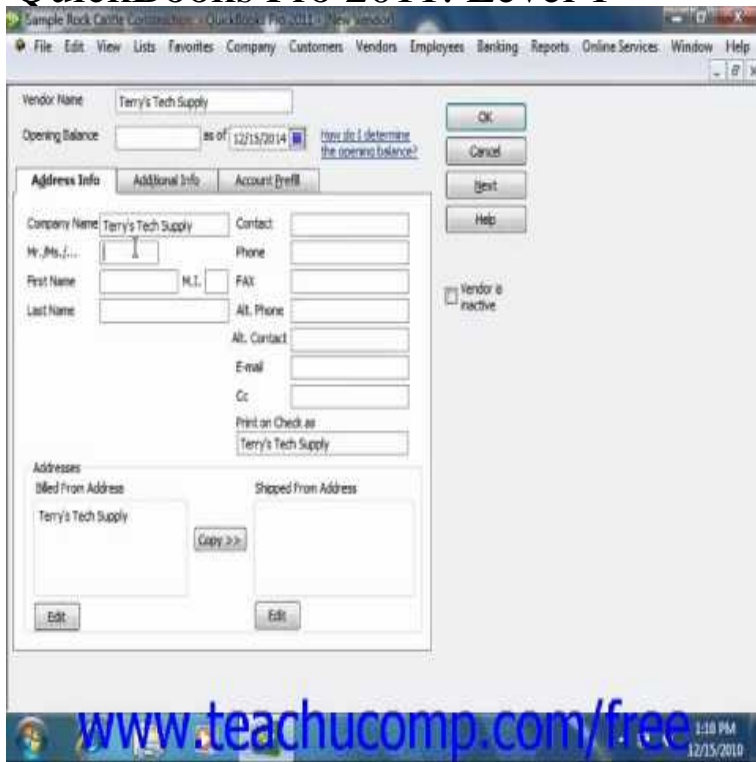 QuickBooks Pro 2011: Level 1
Sample Rock Castle Construction - QuickBooks Pro 2011 - [New Vendor]
File Edit View Lists Favorites Company Customers Vendors Employees Banking Reports Online Services Window Help
Vendor Name Terry's Tech Supply
OK
Opening Balance as of 12/15/2014 How do I determine the opening balance?
Cancel
Address Info Additional Info Account Prefill
Next
Company Name Terry's Tech Supply Contact
Help
Mr./Ms./... Phone
First Name M.I. FAX
Vendor is inactive
Last Name Alt. Phone
Alt. Contact
E-mail
Cc
Print on Check as
Terry's Tech Supply
Addresses
Billed From Address Shipped From Address
Terry's Tech Supply
Copy >>
Edit Edit
www.teachucomp.com/free
1:10 PM
12/15/2010